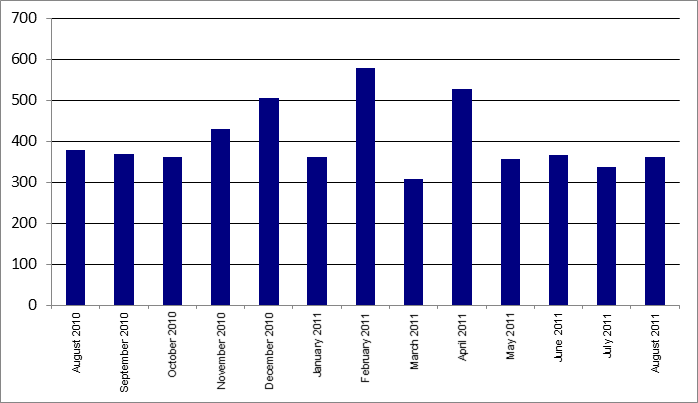 700
600
500
400
300
200
100
0
August 2010
September 2010
October 2010
November 2010
December 2010
January 2011
February 2011
March 2011
April 2011
May 2011
June 2011
July 2011
August 2011